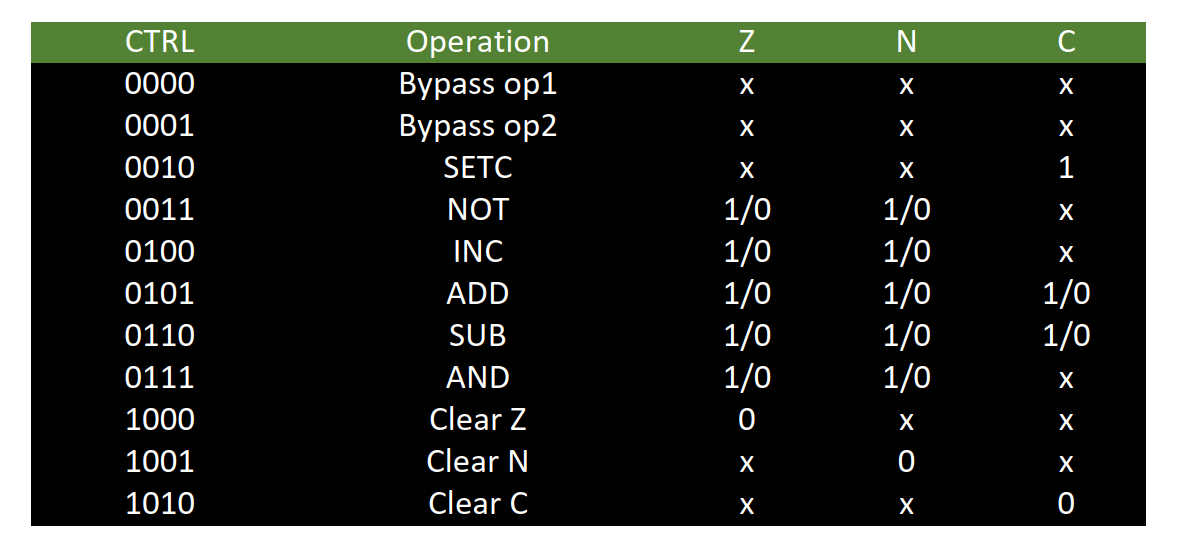 CTRL Operation Z N C
0000 Bypass op1 x x x
0001 Bypass op2 x x x
0010 SETC x x 1
0011 NOT 1/0 1/0 x
0100 INC 1/0 1/0 x
0101 ADD 1/0 1/0 1/0
0110 SUB 1/0 1/0 1/0
0111 AND 1/0 1/0 x
1000 Clear Z 0 x x
1001 Clear N x 0 x
1010 Clear C x x 0